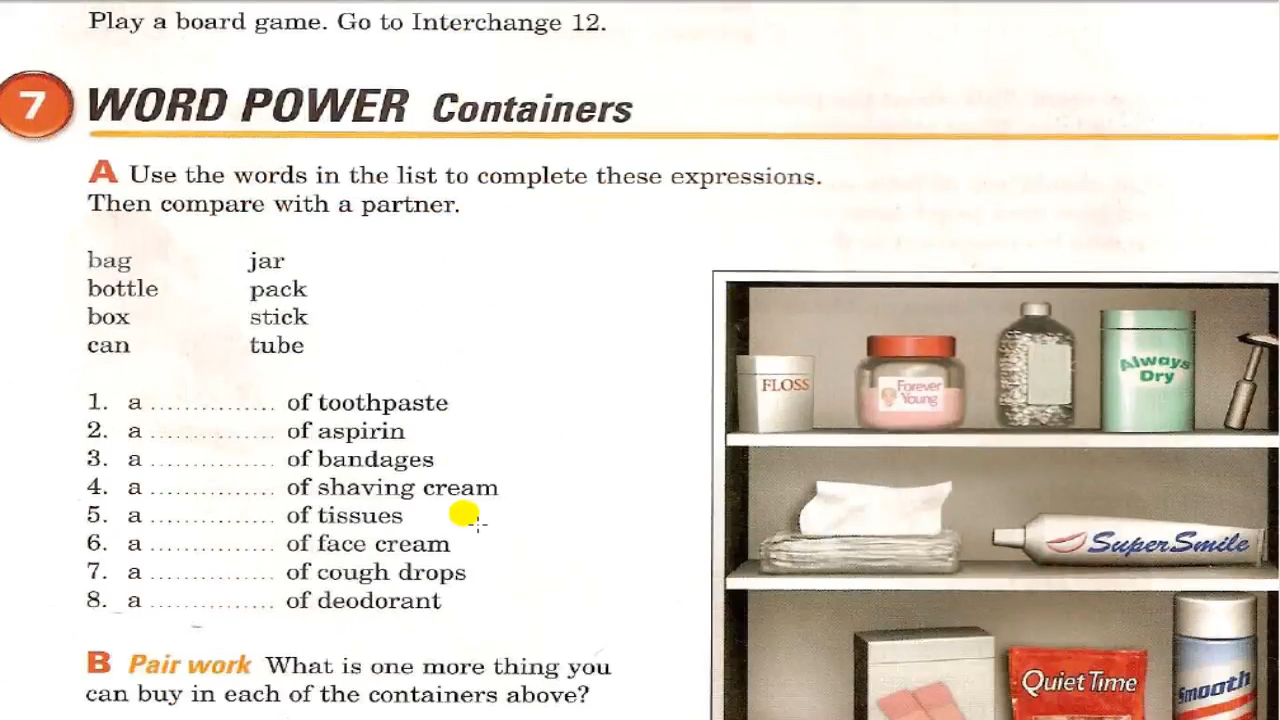 Play a board game. Go to Interchange 12.
7 WORD POWER Containers
A Use the words in the list to complete these expressions.
Then compare with a partner.
bag jar
bottle pack
box stick
can tube
1. a .............. of toothpaste
2. a .............. of aspirin
3. a .............. of bandages
4. a .............. of shaving cream
5. a .............. of tissues
6. a .............. of face cream
7. a .............. of cough drops
8. a .............. of deodorant
B Pair work What is one more thing you
can buy in each of the containers above?
FLOSS
Forever
Young
Always
Dry
SuperSmile
Quiet Time
Smooth